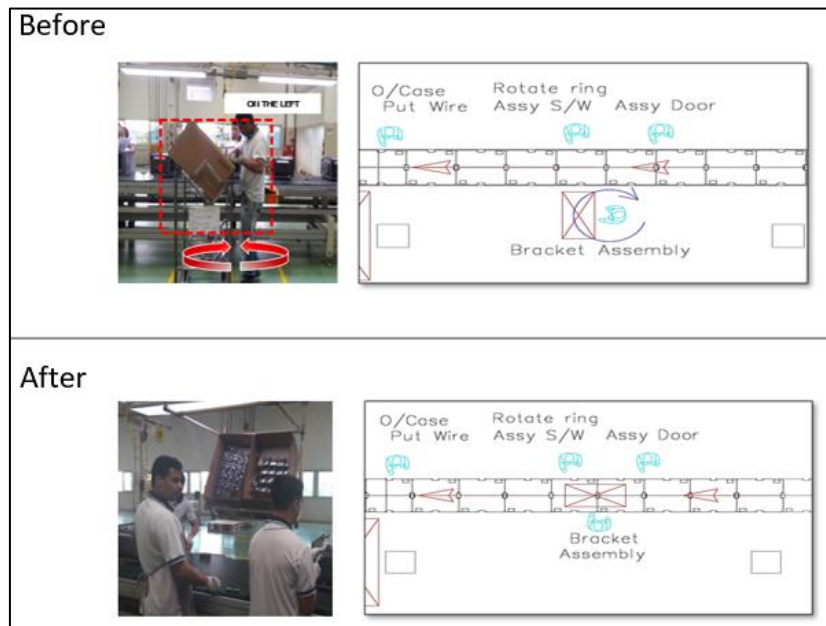 Before
ON THE LEFT
O/Case
Put Wire
Rotate ring
Assy S/W
Assy Door
Bracket Assembly
After
O/Case
Put Wire
Rotate ring
Assy S/W
Assy Door
Bracket
Assembly